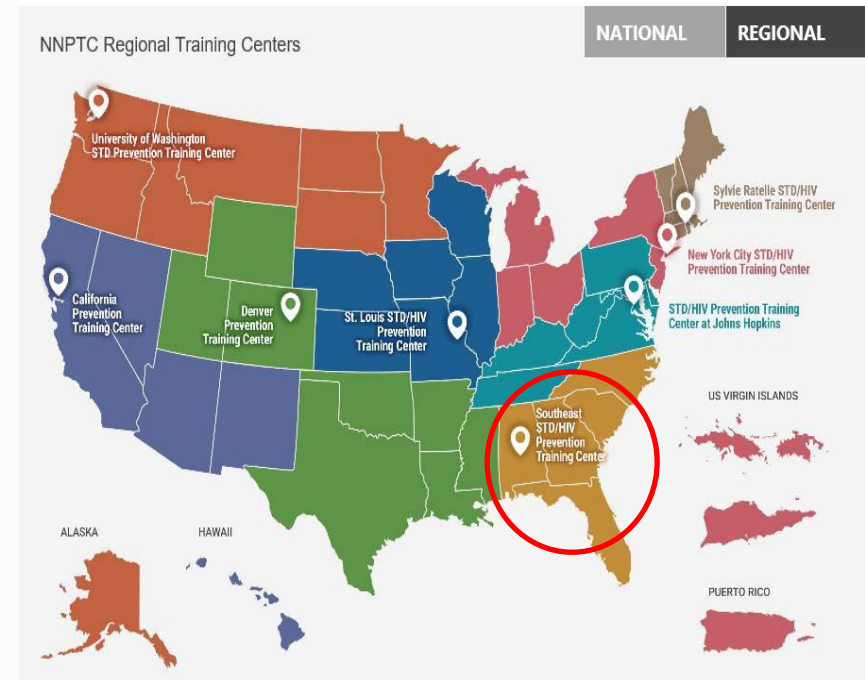 NNPTC Regional Training Centers
NATIONAL
REGIONAL
University of Washington
STD Prevention Training Center
Sylvie Ratelle STD/HIV
Prevention Training Center
New York City STD/HIV
Prevention Training Center
California
Prevention
Training Center
Denver
Prevention
Training Center
St. Louis STD/HIV
Prevention
Training Center
STD/HIV Prevention Training
Center at Johns Hopkins
Southeast
STD/HIV
Prevention
Training Center
US VIRGIN ISLANDS
ALASKA
HAWAII
PUERTO RICO